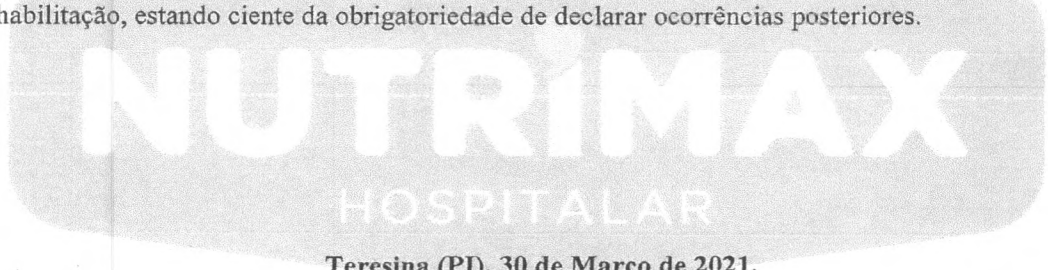 habilitação, estando ciente da obrigatoriedade de declarar ocorrências posteriores.
NUTRIMAX
HOSPITALAR
Teresina (PI), 30 de Março de 2021.